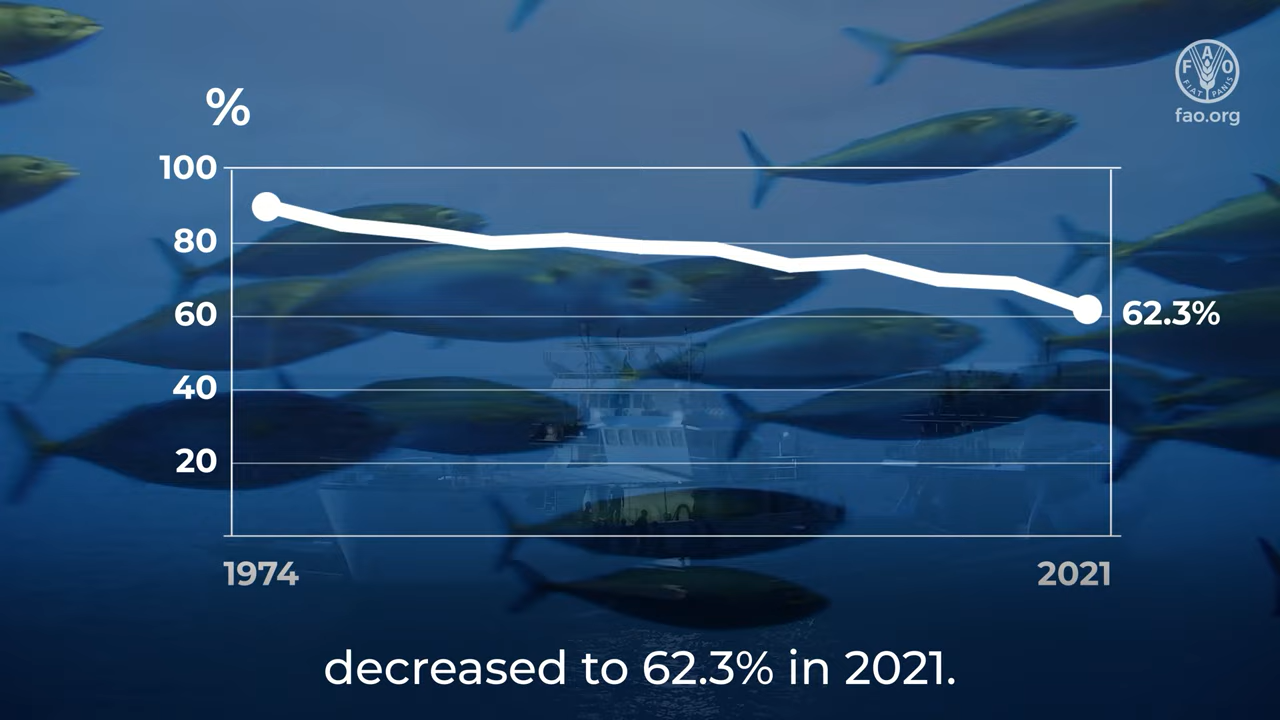 %
FAO
FIAT PANIS
fao.org
100
80
60
62.3%
40
20
1974 2021
decreased to 62.3% in 2021.